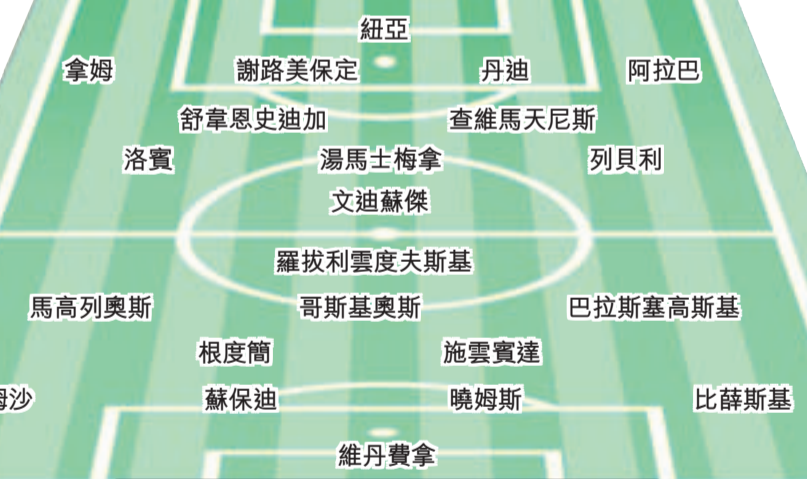 紐亞
拿姆 謝路美保定 丹迪 阿拉巴
舒韋恩史迪加 查維馬天尼斯
洛賓 湯馬士梅拿 列貝利
文迪蘇傑
羅拔利雲度夫斯基
馬高列奧斯 哥斯基奧斯 巴拉斯塞高斯基
根度簡 施雲賓達
姆沙 蘇保迪 曉姆斯 比薛斯基
維丹費拿